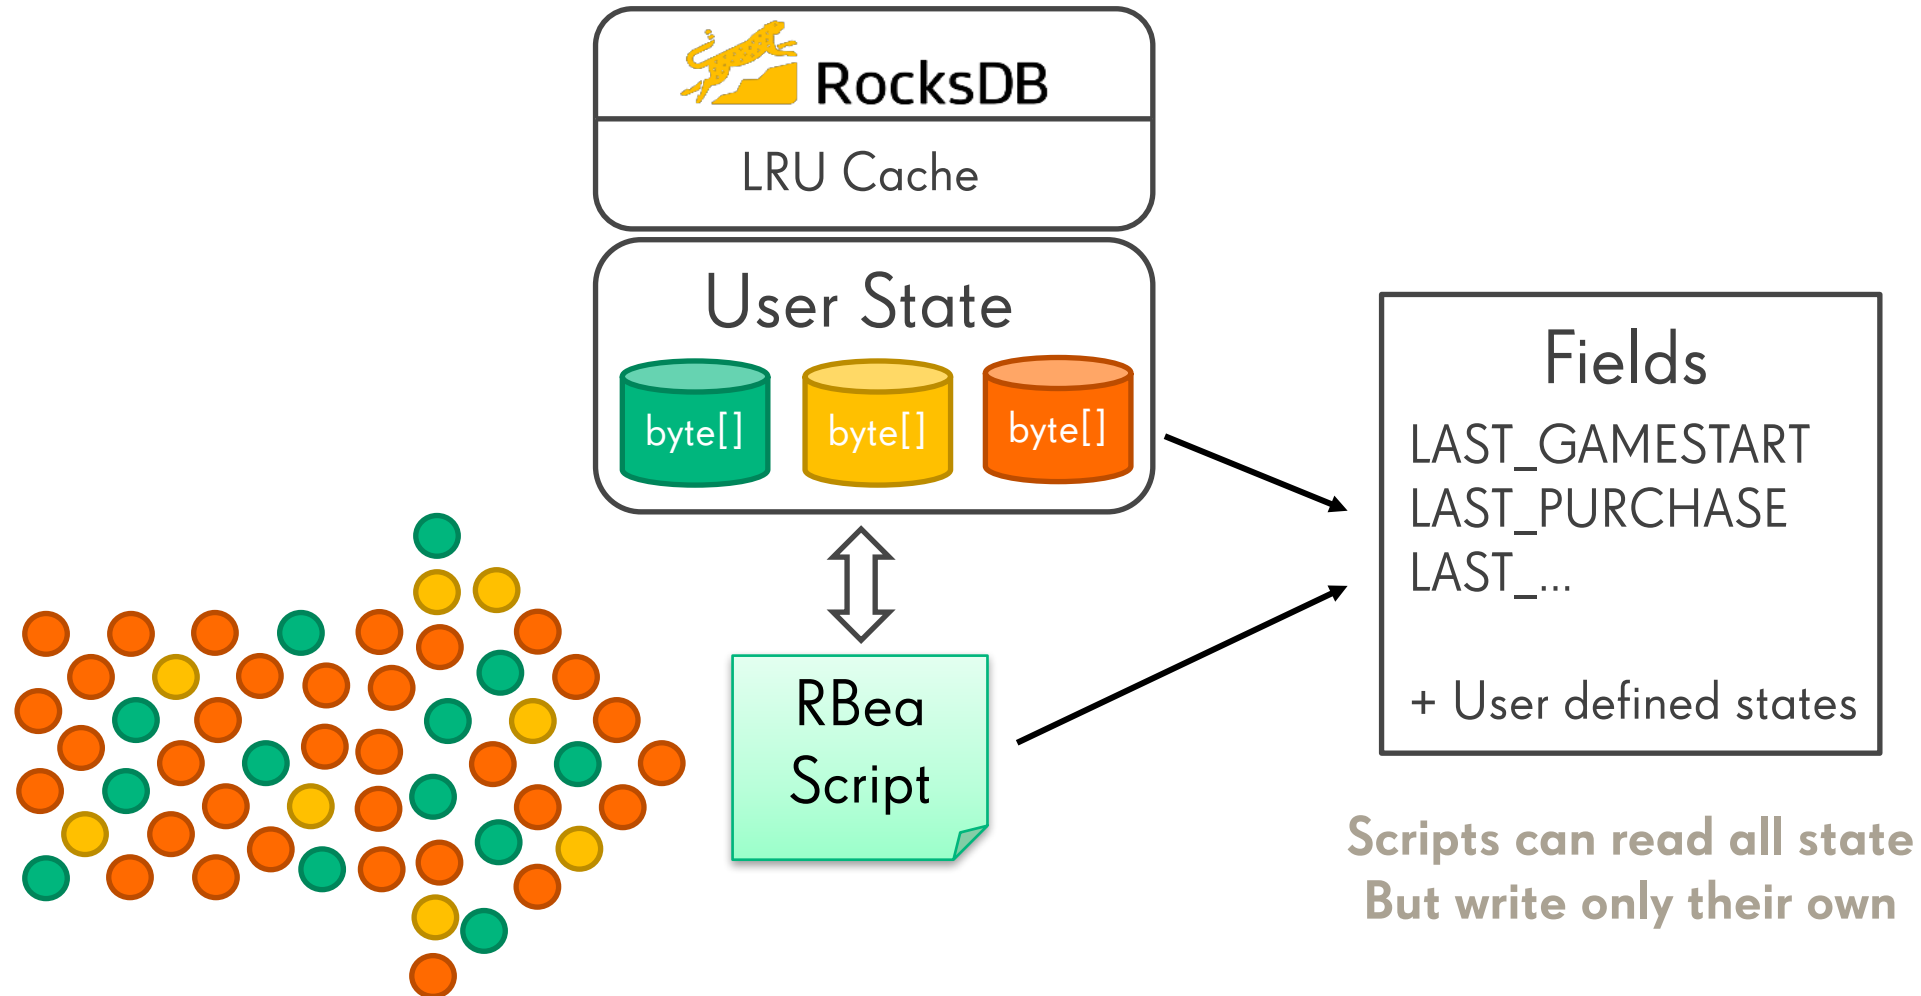 RocksDB
LRU Cache
User State
byte[]
byte[]
byte[]
RBea
Script
Fields
LAST_GAMESTART
LAST_PURCHASE
LAST_...
+ User defined states
Scripts can read all state
But write only their own